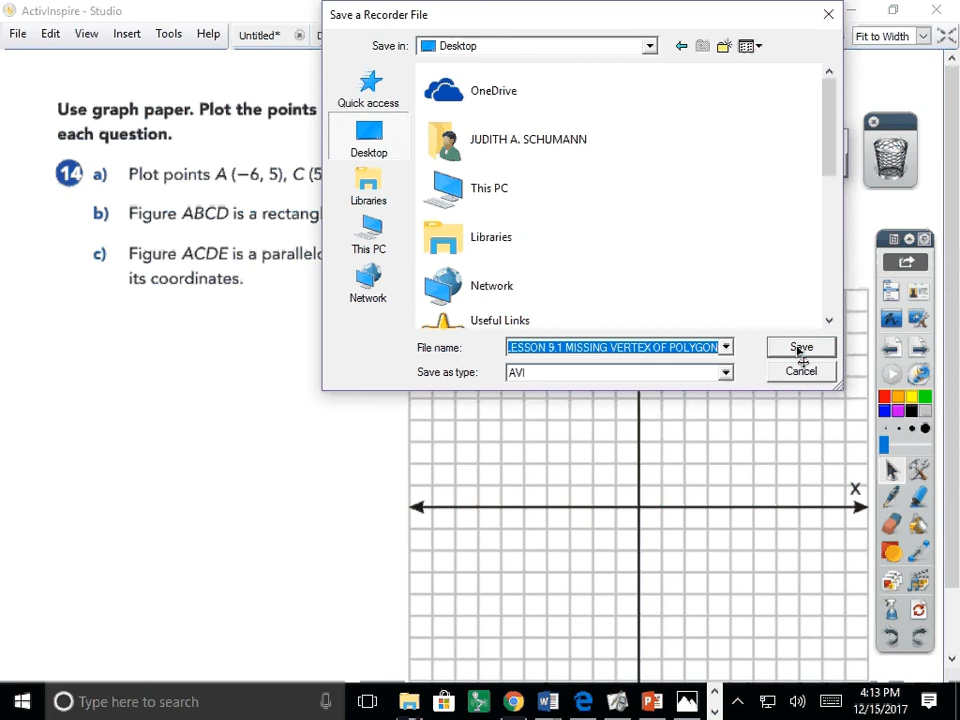 ActivInspire - Studio
File Edit View Insert Tools Help Untitled*
Fit to Width
Save a Recorder File
Save in: Desktop
Quick access
Desktop
Libraries
This PC
Network
OneDrive
JUDITH A. SCHUMANN
This PC
Libraries
Network
Useful Links
File name: LESSON 9.1 MISSING VERTEX OF POLYGON
Save as type: AVI
Save
Cancel
Use graph paper. Plot the points
each question.
14 a) Plot points A (−6, 5), C (5
b) Figure ABCD is a rectangl
c) Figure ACDE is a parallelo
its coordinates.
X
Type here to search
4:13 PM
12/15/2017